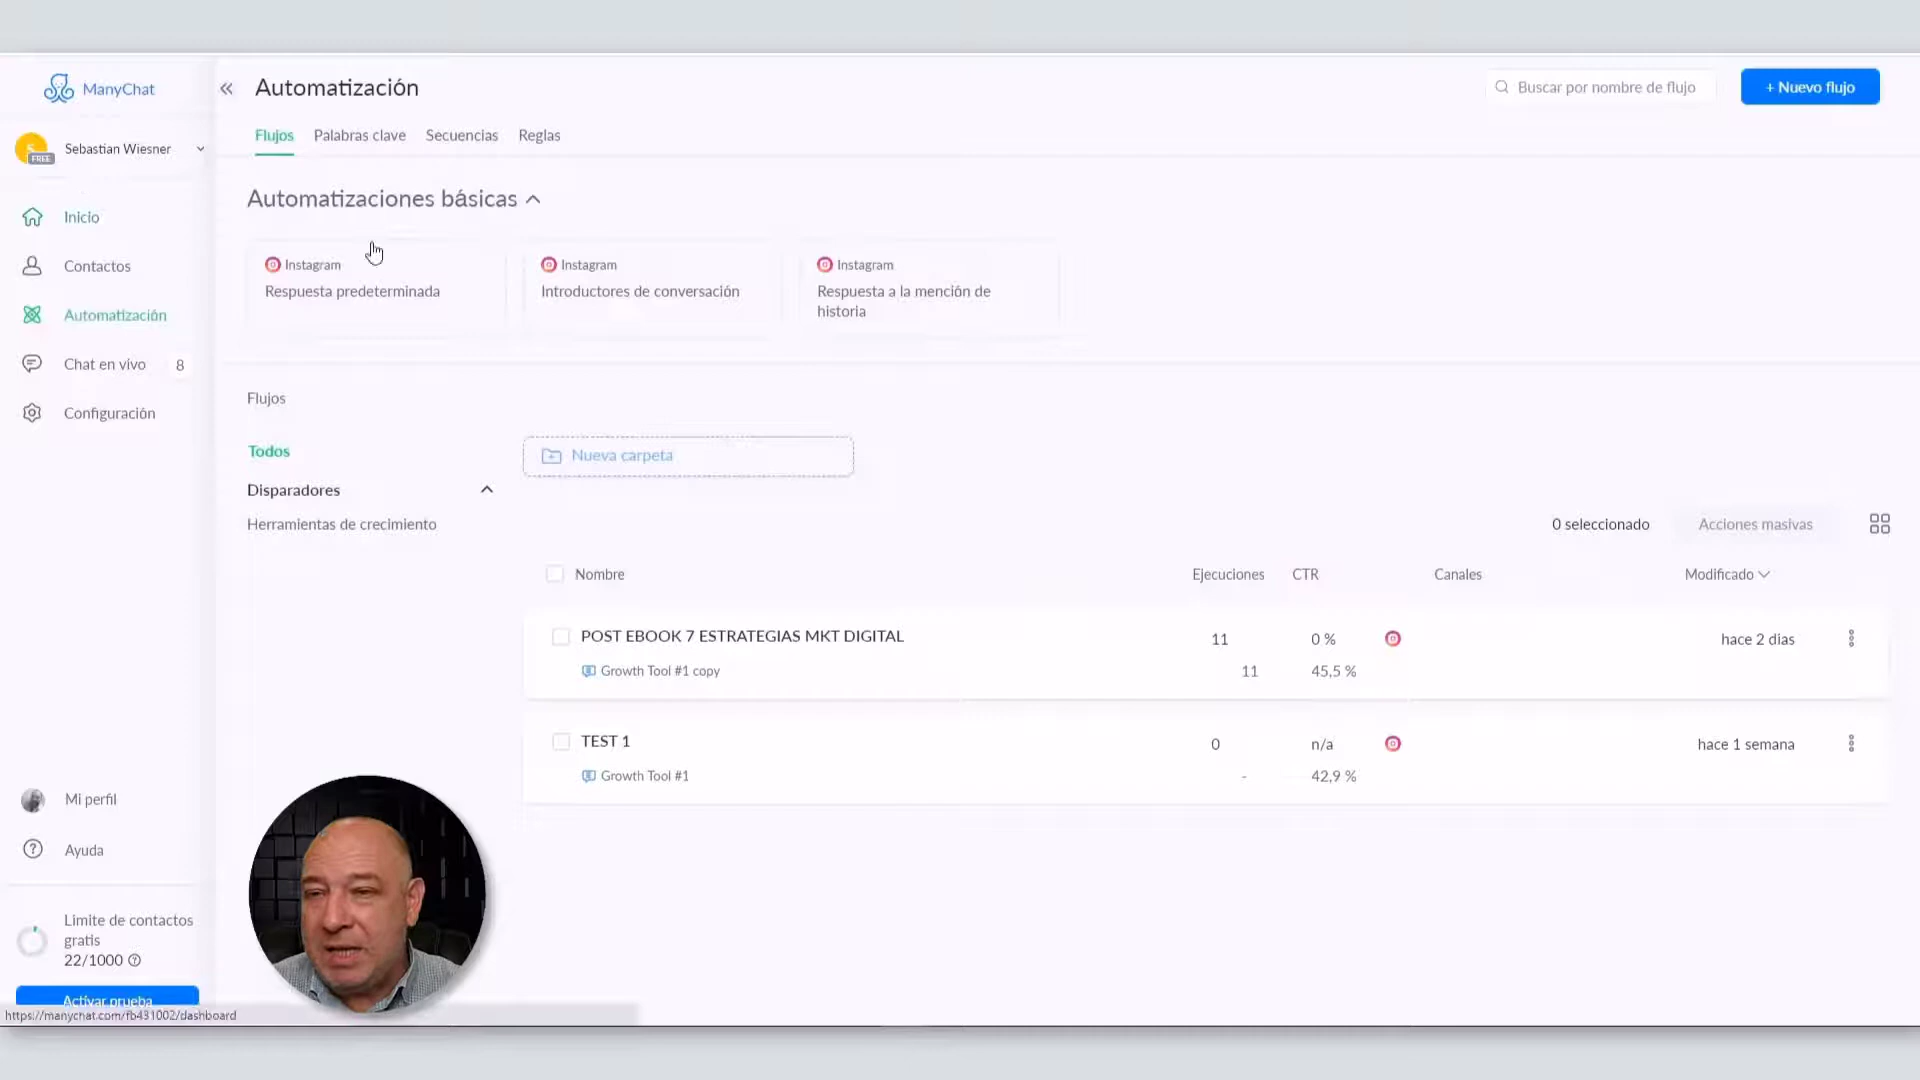 ManyChat
Automatización
Buscar por nombre de flujo
+ Nuevo flujo
Flujos
Palabras clave
Secuencias
Reglas
S
FREE
Sebastian Wiesner
Inicio
Contactos
Automatización
Chat en vivo 8
Configuración
Automatizaciones básicas
Instagram
Respuesta predeterminada
Instagram
Introductores de conversación
Instagram
Respuesta a la mención de
historia
Flujos
Todos
Disparadores
Herramientas de crecimiento
Nueva carpeta
0 seleccionado
Acciones masivas
Nombre
Ejecuciones
CTR
Canales
Modificado
POST EBOOK 7 ESTRATEGIAS MKT DIGITAL
11
0 %
hace 2 dias
Growth Tool #1 copy
11
45,5 %
TEST 1
0
n/a
hace 1 semana
Growth Tool #1
-
42,9 %
Mi perfil
Ayuda
Limite de contactos
gratis
22/1000
Activar prueba
https://manychat.com/fb431002/dashboard